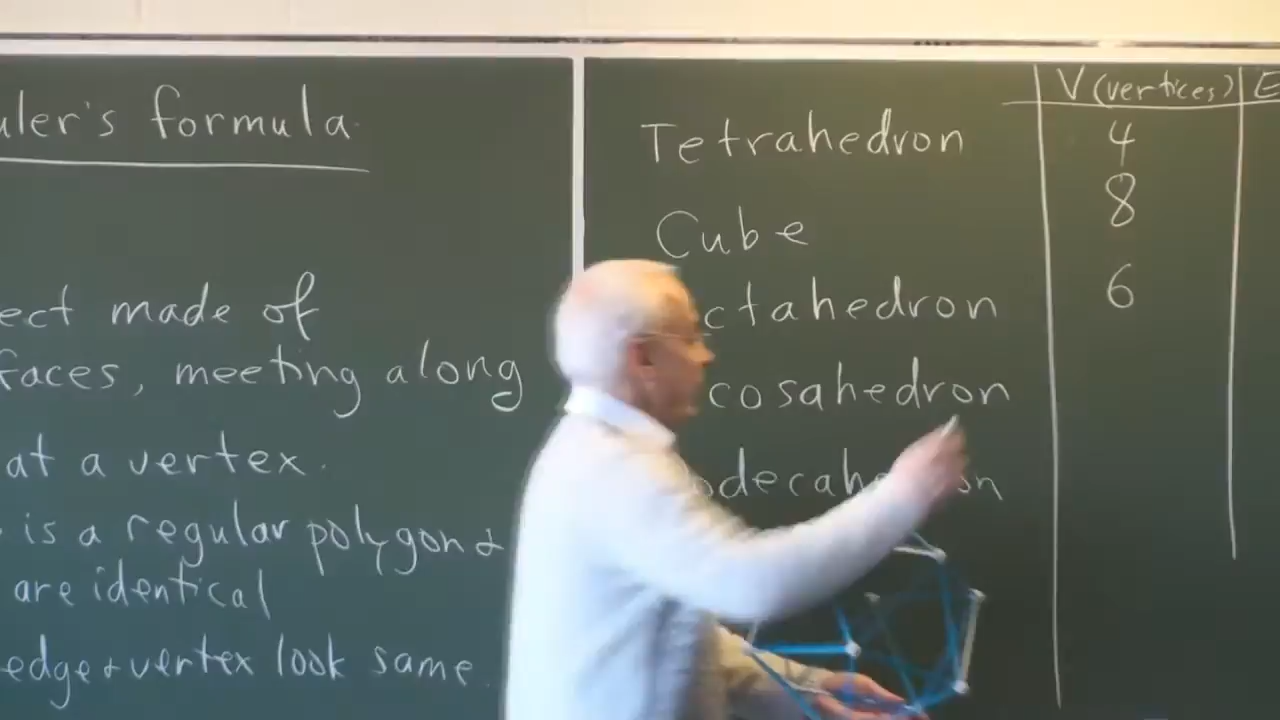 uler's formula
ect made of
faces, meeting along
at a vertex.
is a regular polygon &
are identical
edge & vertex look same.
V (vertices) E
Tetrahedron 4
Cube 8
ctahedron 6
cosahedron
odecah on